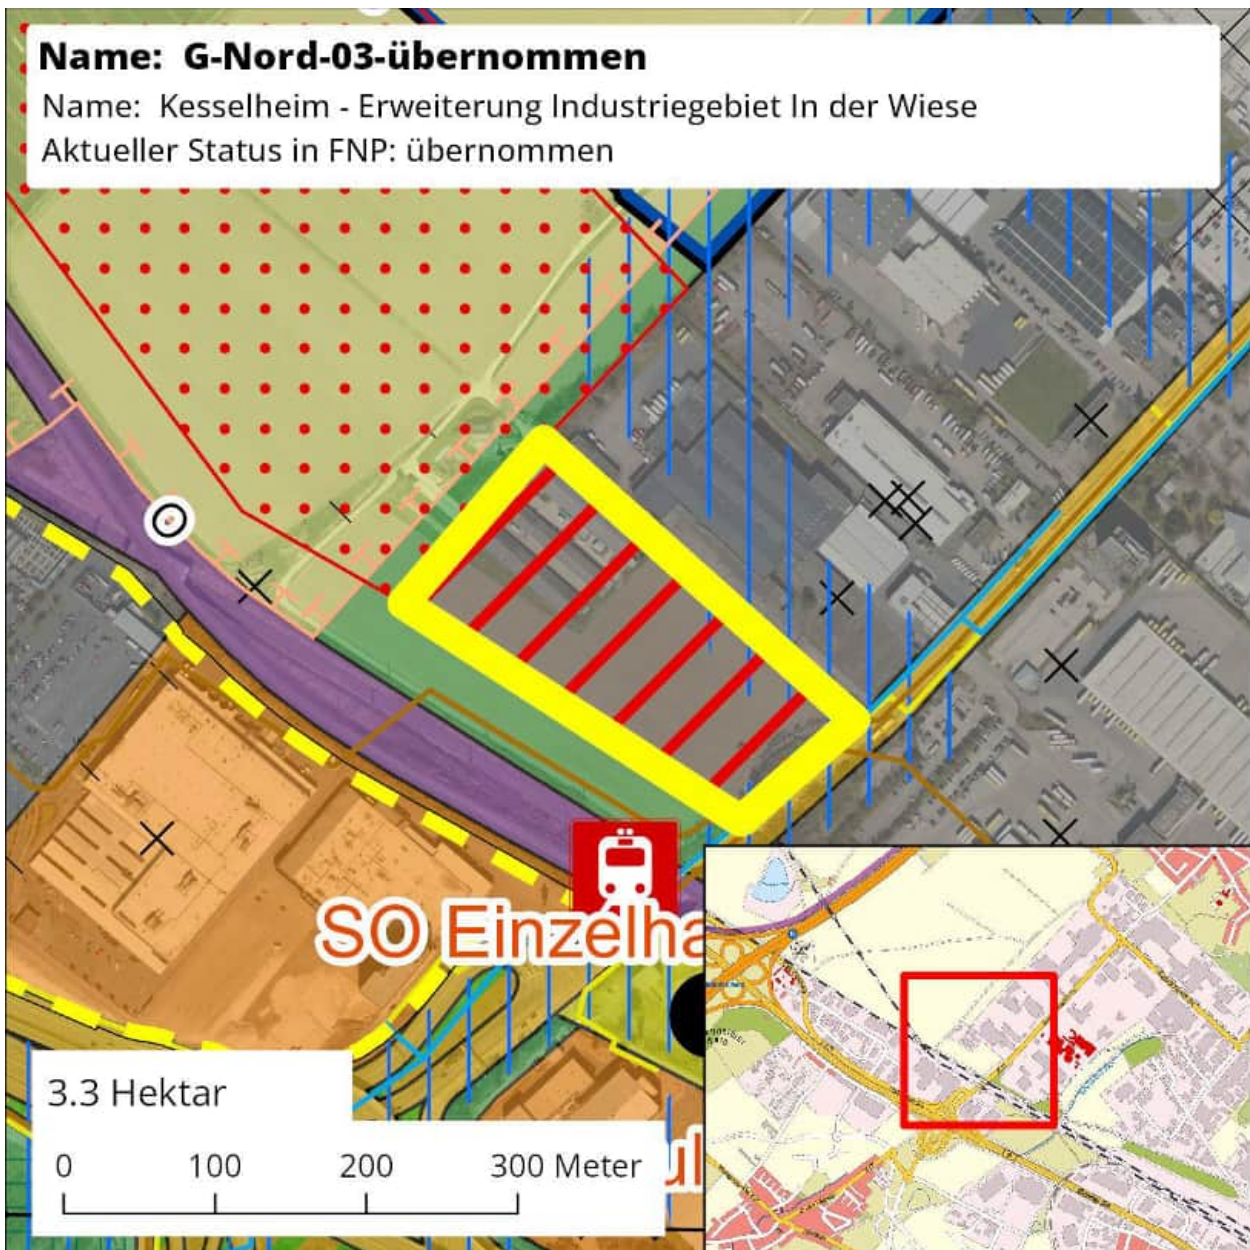 Name: G-Nord-03-übernommen
Name: Kesselheim - Erweiterung Industriegebiet In der Wiese
Aktueller Status in FNP: übernommen
SO Einzelha
3.3 Hektar
0 100 200 300 Meter
ul